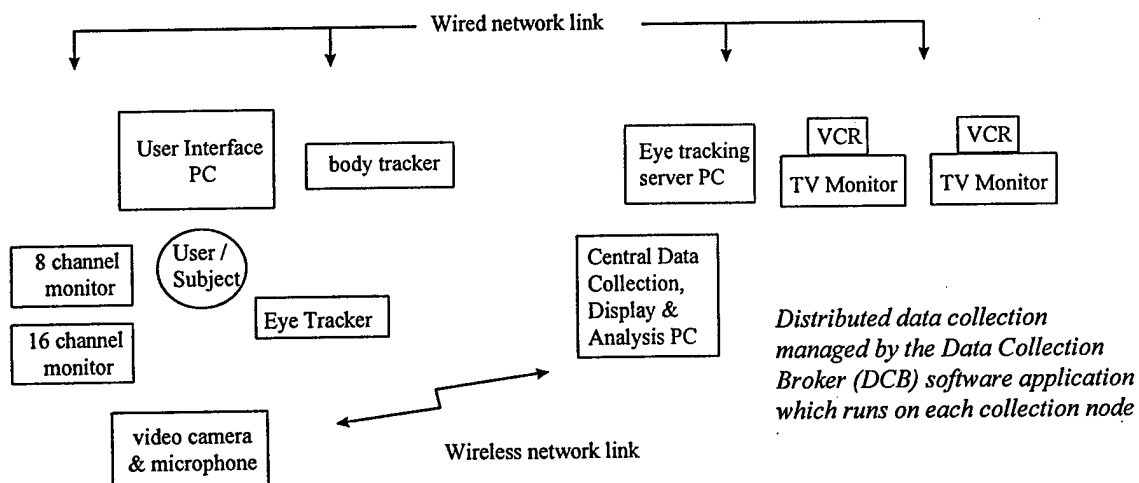 Wired network link
User Interface
PC
body tracker
Eye tracking
server PC
VCR
TV Monitor
VCR
TV Monitor
8 channel
monitor
User /
Subject
16 channel
monitor
Eye Tracker
Central Data
Collection,
Display &
Analysis PC
Distributed data collection
managed by the Data Collection
Broker (DCB) software application
which runs on each collection node
video camera
& microphone
Wireless network link